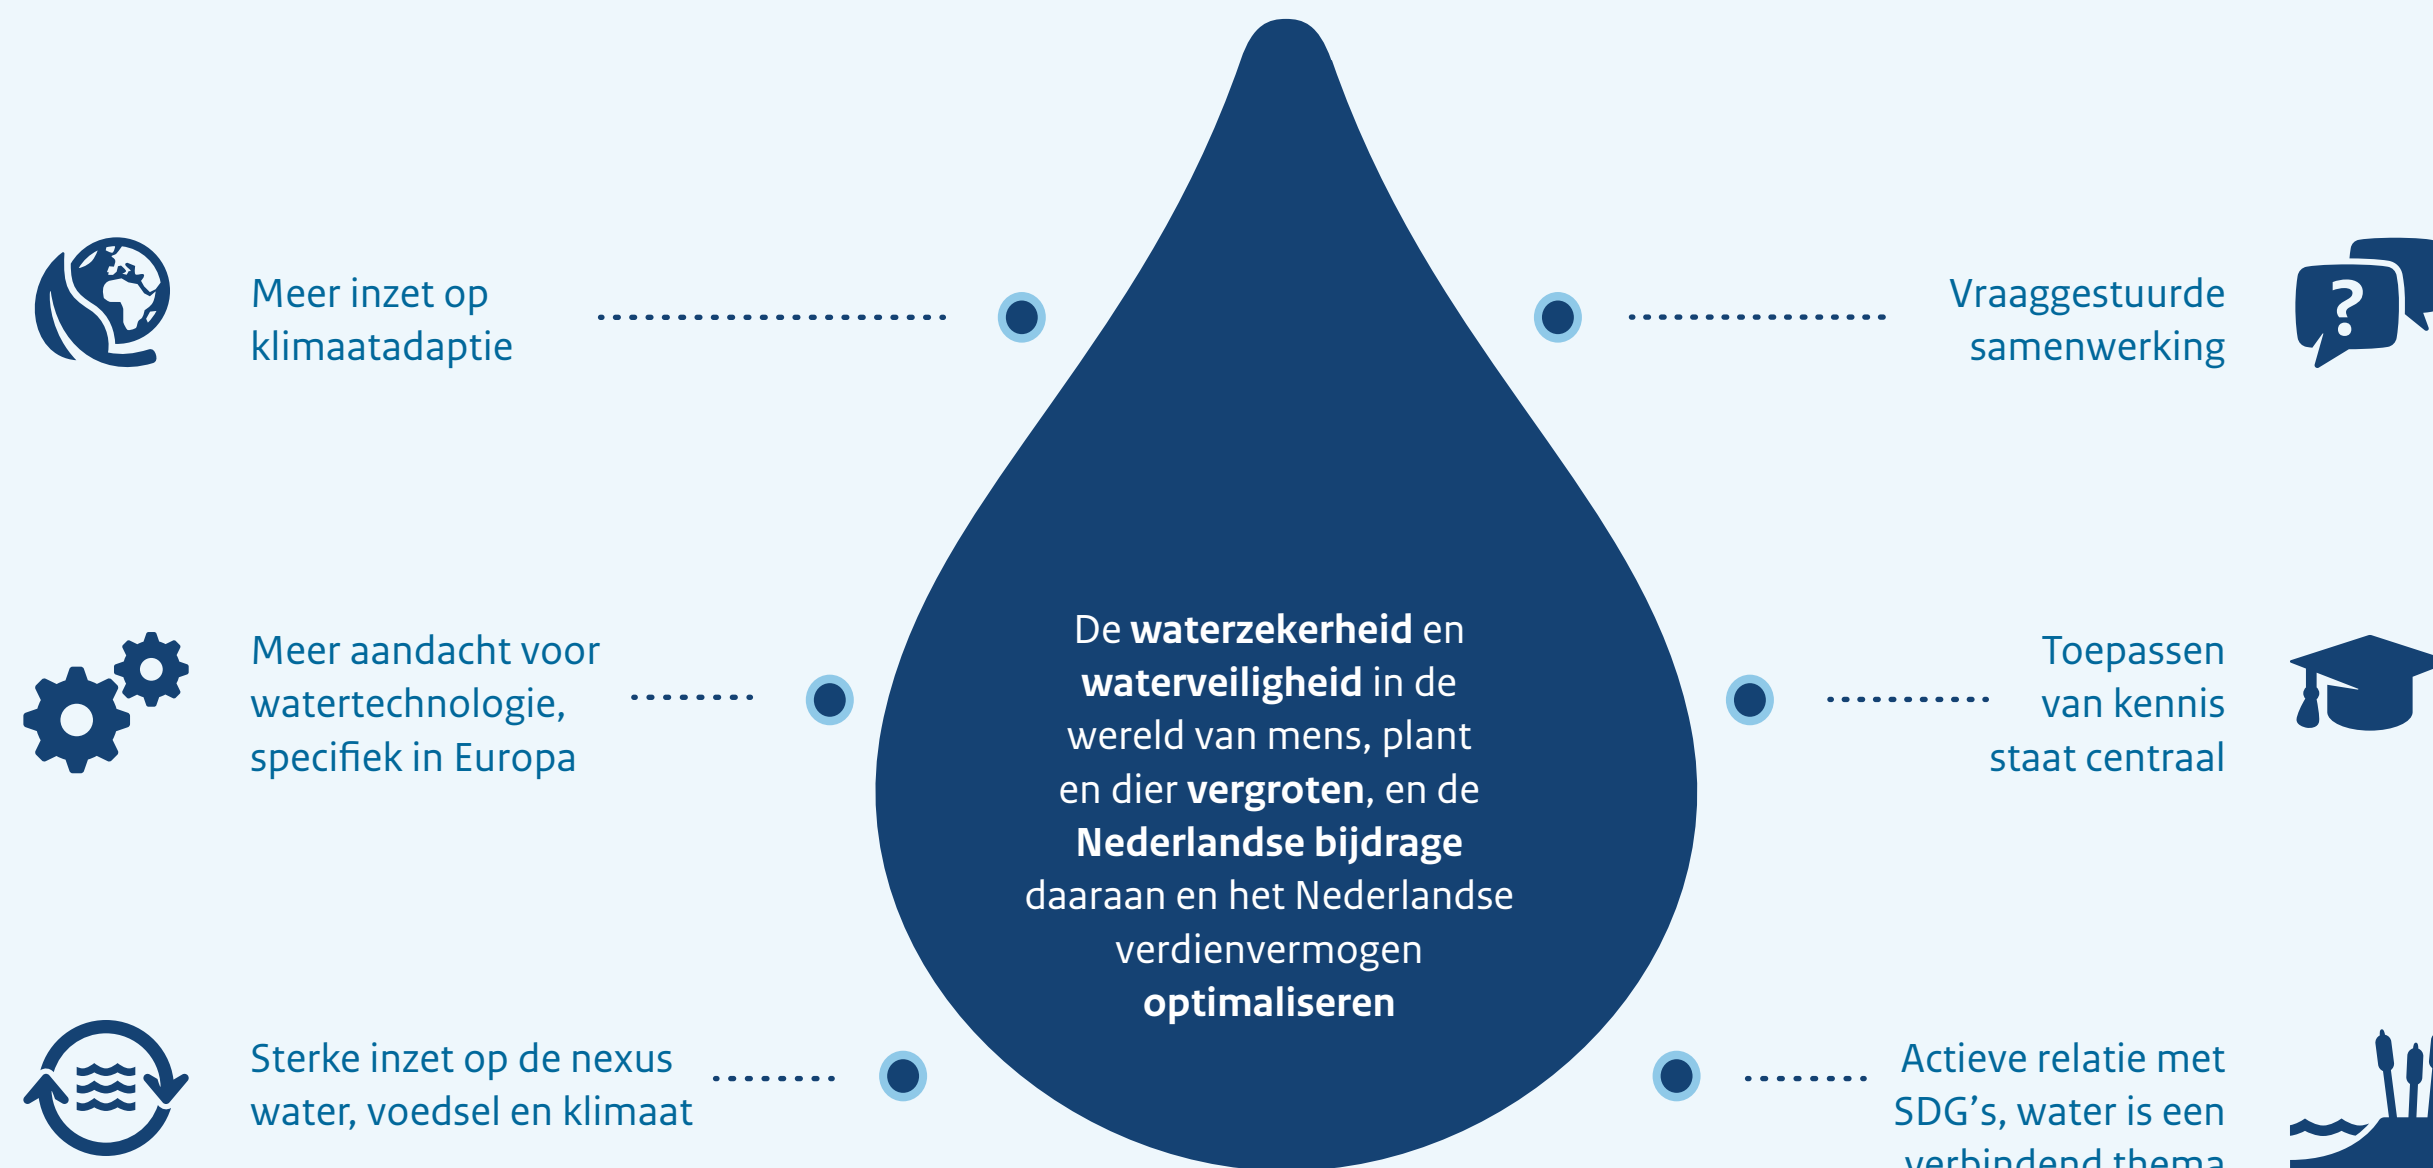 Meer inzet op
klimaatadaptie
Meer aandacht voor
watertechnologie,
specifiek in Europa
Sterke inzet op de nexus
water, voedsel en klimaat
De waterzekerheid en
waterveiligheid in de
wereld van mens, plant
en dier vergroten, en de
Nederlandse bijdrage
daaraan en het Nederlandse
verdienvermogen
optimaliseren
Vraaggestuurde
samenwerking
?
Toepassen
van kennis
staat centraal
Actieve relatie met
SDG's, water is een
verbindend thema